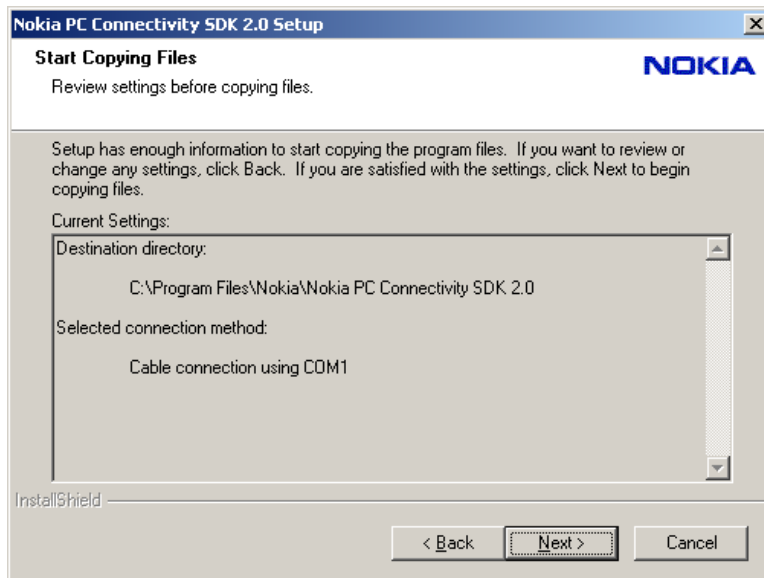 Nokia PC Connectivity SDK 2.0 Setup
Start Copying Files
Review settings before copying files.
NOKIA
Setup has enough information to start copying the program files. If you want to review or
change any settings, click Back. If you are satisfied with the settings, click Next to begin
copying files.
Current Settings:
Destination directory:
C:\Program Files\Nokia\Nokia PC Connectivity SDK 2.0
Selected connection method:
Cable connection using COM1
InstallShield
< Back
Next >
Cancel